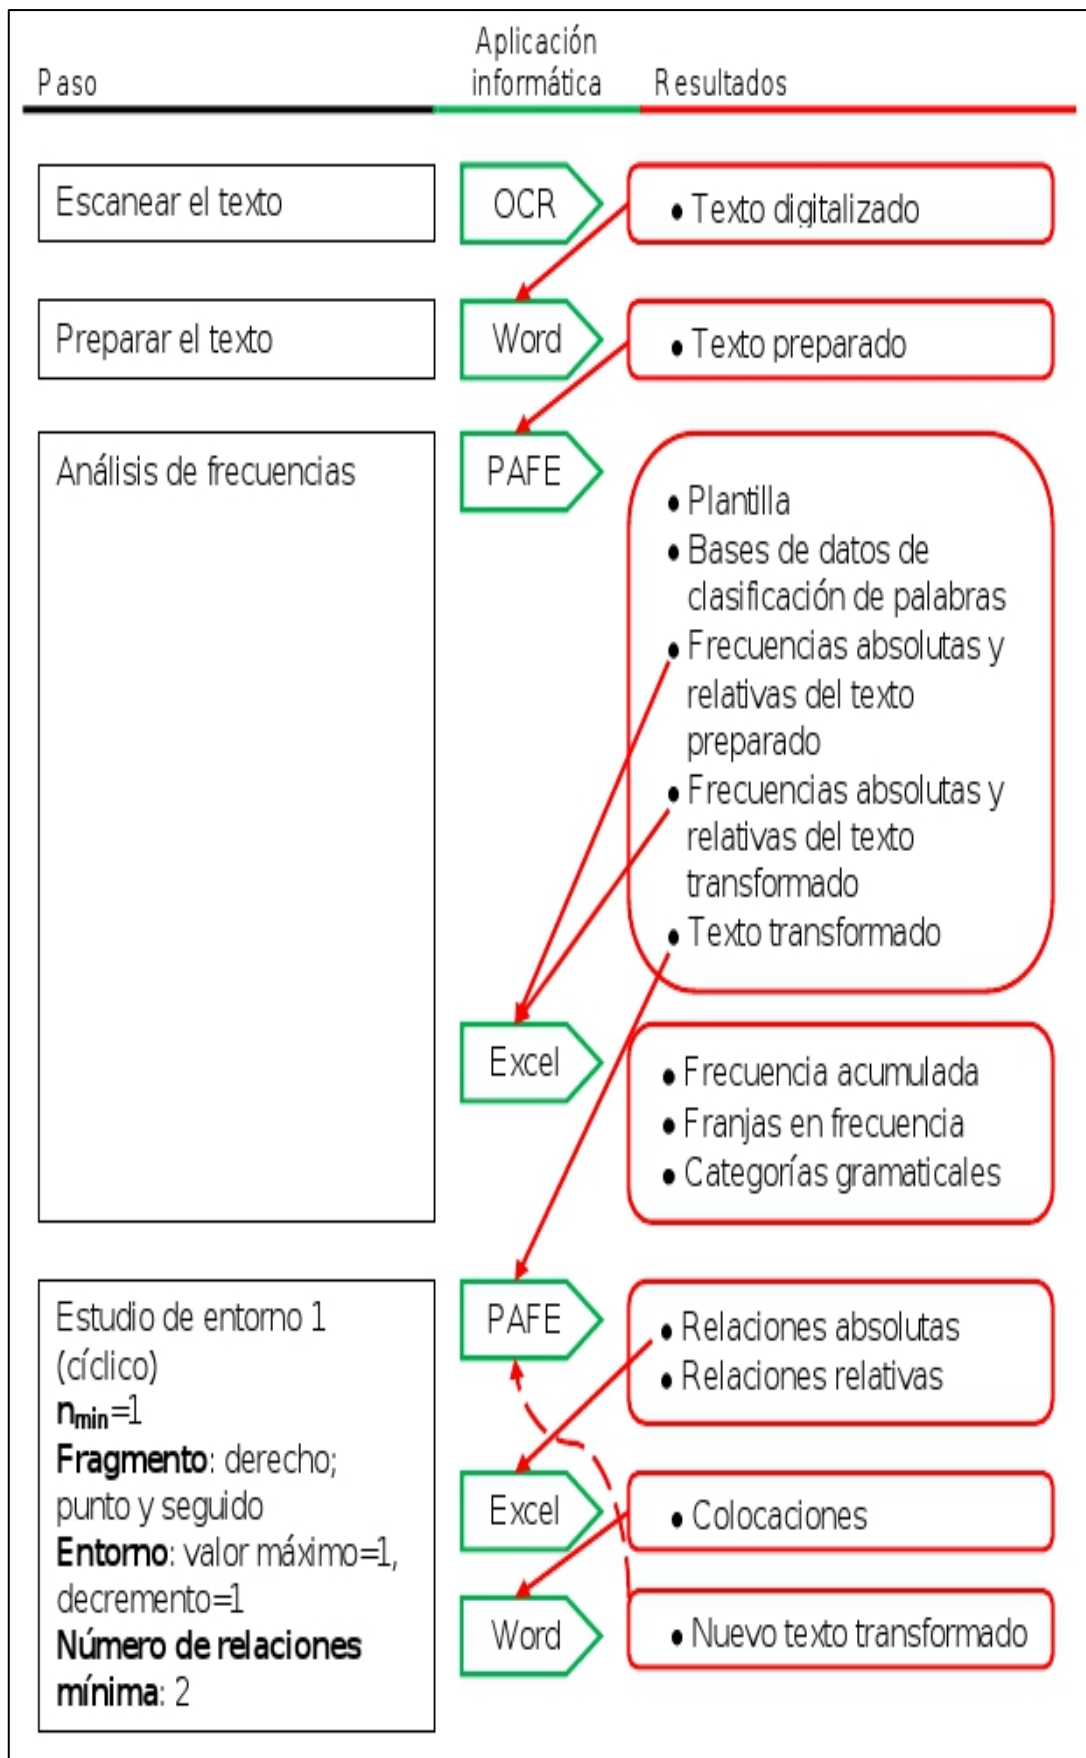 Paso
Aplicación
informática
Resultados
Escanear el texto
OCR
• Texto digitalizado
Preparar el texto
Word
• Texto preparado
Análisis de frecuencias
PAFE
• Plantilla
• Bases de datos de
clasificación de palabras
• Frecuencias absolutas y
relativas del texto
preparado
• Frecuencias absolutas y
relativas del texto
transformado
• Texto transformado
Excel
• Frecuencia acumulada
• Franjas en frecuencia
• Categorías gramaticales
Estudio de entorno 1
(cíclico)
nmin=1
Fragmento: derecho;
punto y seguido
Entorno: valor máximo=1,
decremento=1
Número de relaciones
mínima: 2
PAFE
• Relaciones absolutas
• Relaciones relativas
Excel
• Colocaciones
Word
• Nuevo texto transformado